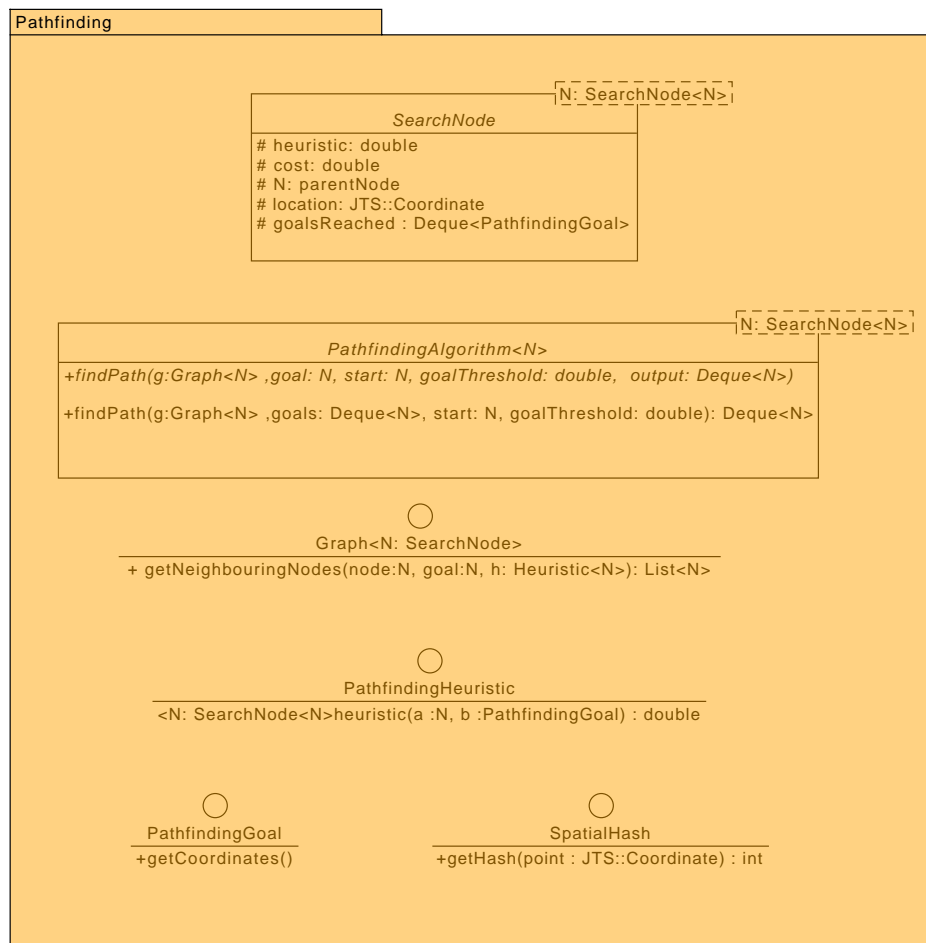 Pathfinding
N: SearchNode<N>
SearchNode
# heuristic: double
# cost: double
# N: parentNode
# location: JTS::Coordinate
# goalsReached : Deque<PathfindingGoal>
N: SearchNode<N>
PathfindingAlgorithm<N>
+findPath(g:Graph<N> ,goal: N, start: N, goalThreshold: double, output: Deque<N>)
+findPath(g:Graph<N> ,goals: Deque<N>, start: N, goalThreshold: double): Deque<N>
Graph<N: SearchNode>
+ getNeighbouringNodes(node:N, goal:N, h: Heuristic<N>): List<N>
PathfindingHeuristic
<N: SearchNode<N>heuristic(a :N, b :PathfindingGoal) : double
PathfindingGoal
+getCoordinates()
SpatialHash
+getHash(point : JTS::Coordinate) : int